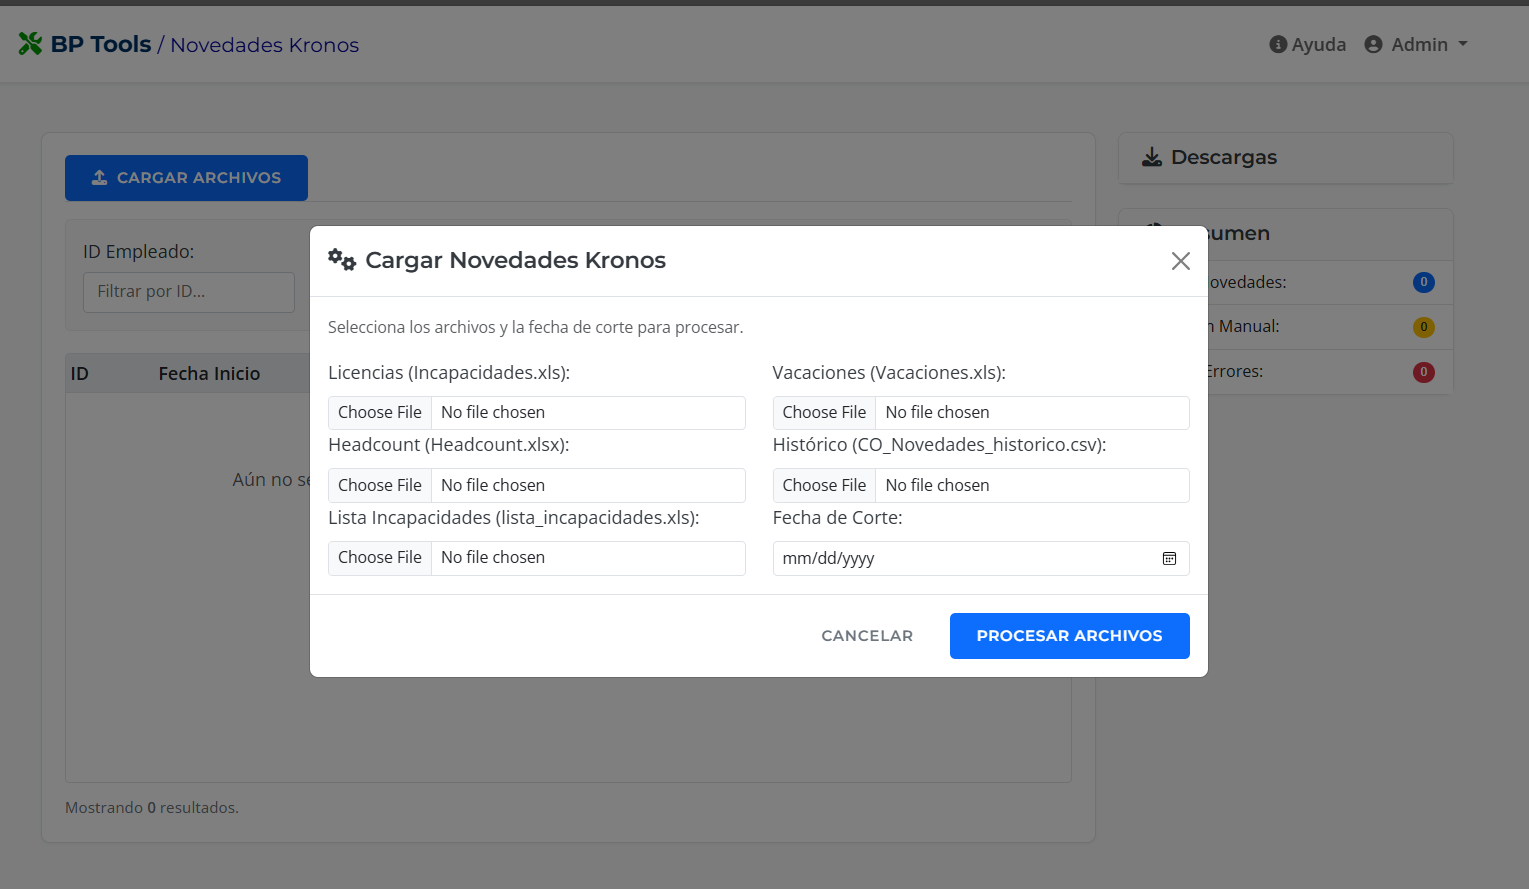 BP Tools / Novedades Kronos
Ayuda
Admin
CARGAR ARCHIVOS
ID Empleado:
Filtrar por ID...
ID
Fecha Inicio
Aún no se
Mostrando 0 resultados.
Cargar Novedades Kronos
Selecciona los archivos y la fecha de corte para procesar.
Licencias (Incapacidades.xls):
Choose File No file chosen
Vacaciones (Vacaciones.xls):
Choose File No file chosen
Headcount (Headcount.xlsx):
Choose File No file chosen
Histórico (CO_Novedades_historico.csv):
Choose File No file chosen
Lista Incapacidades (lista_incapacidades.xls):
Choose File No file chosen
Fecha de Corte:
mm/dd/yyyy
CANCELAR
PROCESAR ARCHIVOS
Descargas
sumen
ovedades: 0
n Manual: 0
Errores: 0